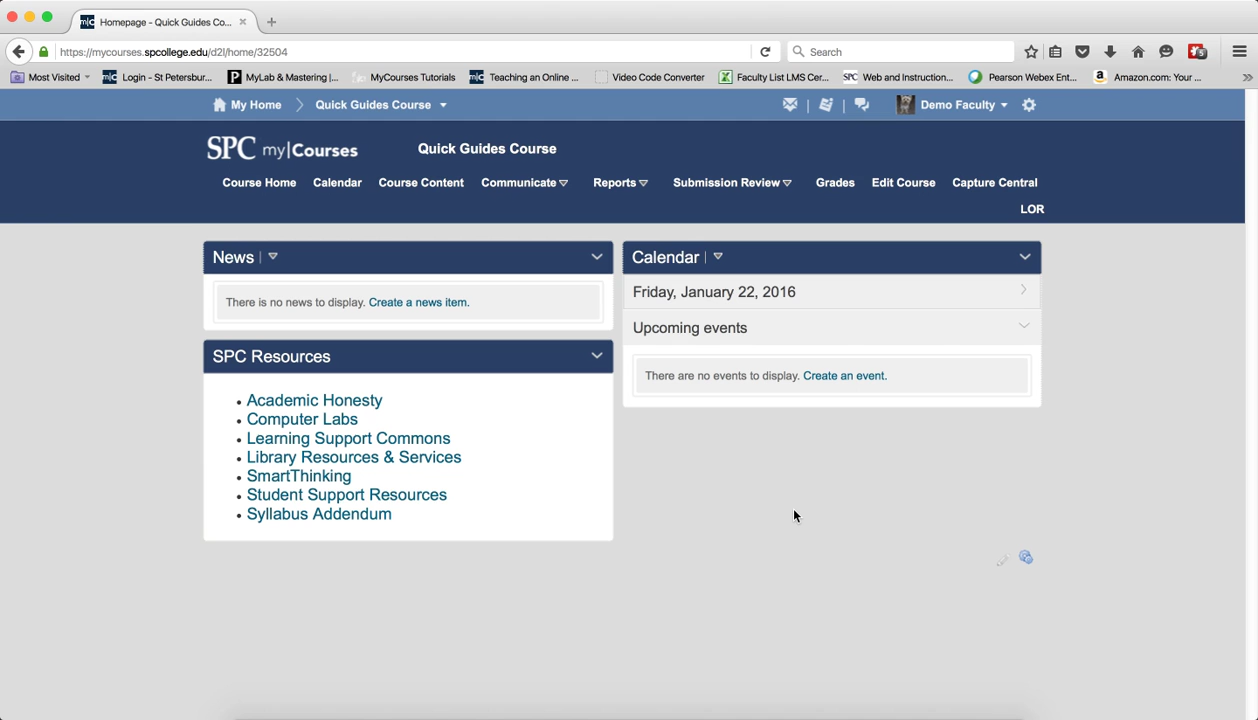 Homepage - Quick Guides Co...
https://mycourses.spcollege.edu/d2l/home/32504
Search
5
Most Visited
m|c Login - St Petersbur...
P MyLab & Mastering |...
MyCourses Tutorials
m|c Teaching an Online ...
Video Code Converter
Faculty List LMS Cer...
SPC Web and Instruction...
Pearson Webex Ent...
a Amazon.com: Your ...
My Home
Quick Guides Course
Demo Faculty
SPC my|Courses
Quick Guides Course
Course Home
Calendar
Course Content
Communicate
Reports
Submission Review
Grades
Edit Course
Capture Central
LOR
News
There is no news to display. Create a news item.
SPC Resources
• Academic Honesty
• Computer Labs
• Learning Support Commons
• Library Resources & Services
• SmartThinking
• Student Support Resources
• Syllabus Addendum
Calendar
Friday, January 22, 2016
Upcoming events
There are no events to display. Create an event.